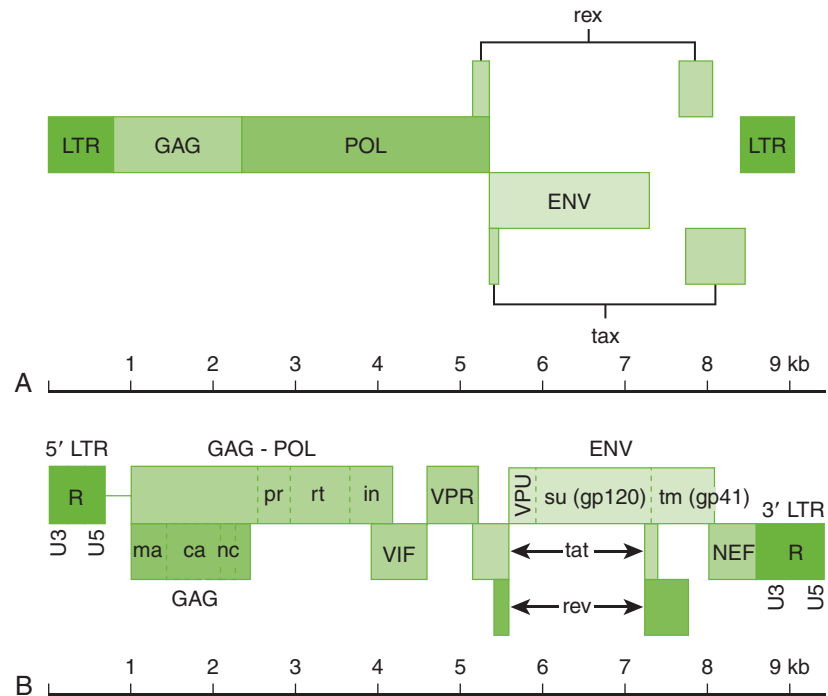 rex
LTR GAG POL LTR
ENV
tax
A 1 2 3 4 5 6 7 8 9 kb
5′ LTR GAG - POL ENV
R pr rt in VPR VPU su (gp120) tm (gp41) 3′ LTR
U3 U5 ma ca nc VIF tat NEF R
GAG rev U3 U5
B 1 2 3 4 5 6 7 8 9 kb